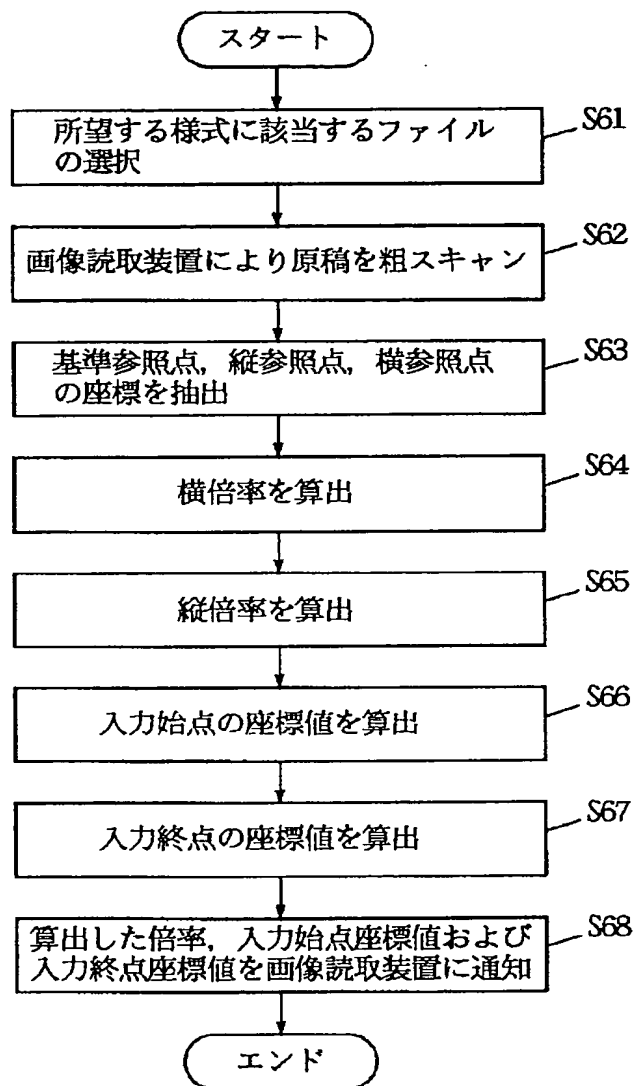 スタート
所望する様式に該当するファイル
の選択
S61
画像読取装置により原稿を粗スキャン
S62
基準参照点,縦参照点,横参照点
の座標を抽出
S63
横倍率を算出
S64
縦倍率を算出
S65
入力始点の座標値を算出
S66
入力終点の座標値を算出
S67
算出した倍率,入力始点座標値および
入力終点座標値を画像読取装置に通知
S68
エンド